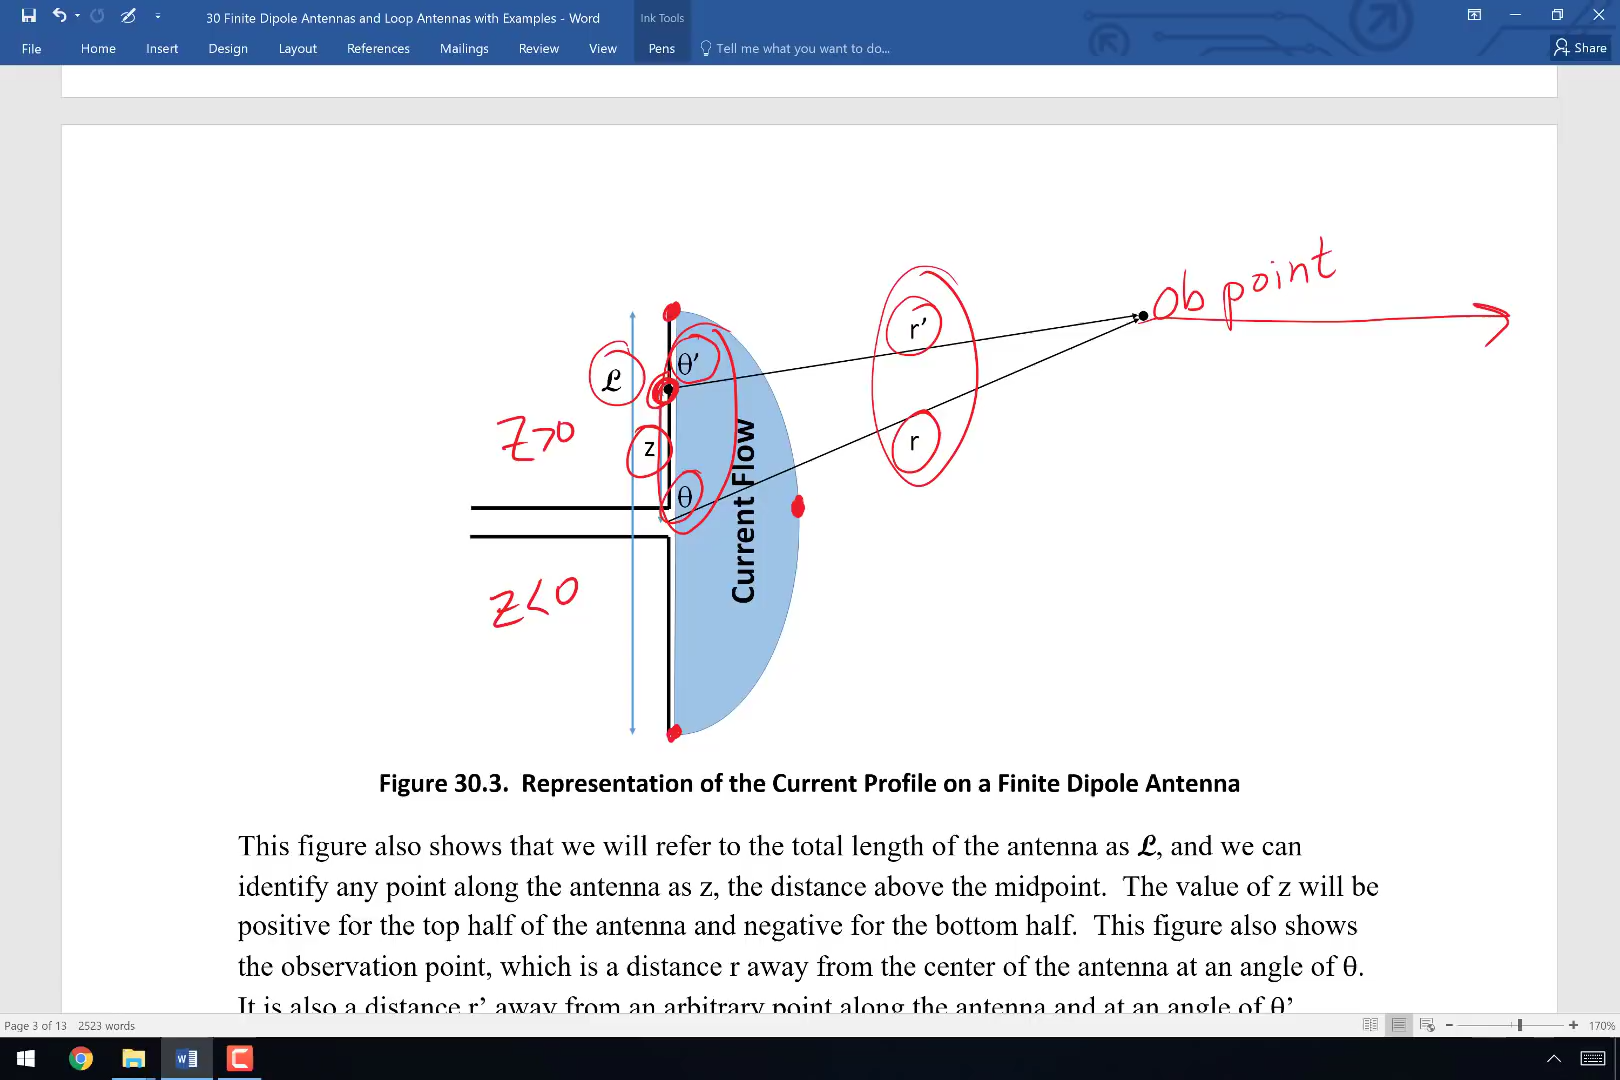 30 Finite Dipole Antennas and Loop Antennas with Examples - Word
Ink Tools
File Home Insert Design Layout References Mailings Review View Pens Tell me what you want to do... Share
Ob point
r’
θ’
ℒ
Z>0
z
r
θ
Current Flow
z<0
Figure 30.3. Representation of the Current Profile on a Finite Dipole Antenna
This figure also shows that we will refer to the total length of the antenna as ℒ, and we can
identify any point along the antenna as z, the distance above the midpoint. The value of z will be
positive for the top half of the antenna and negative for the bottom half. This figure also shows
the observation point, which is a distance r away from the center of the antenna at an angle of θ.
It is also a distance r’ away from an arbitrary point along the antenna and at an angle of θ’
Page 3 of 13 2523 words
170%